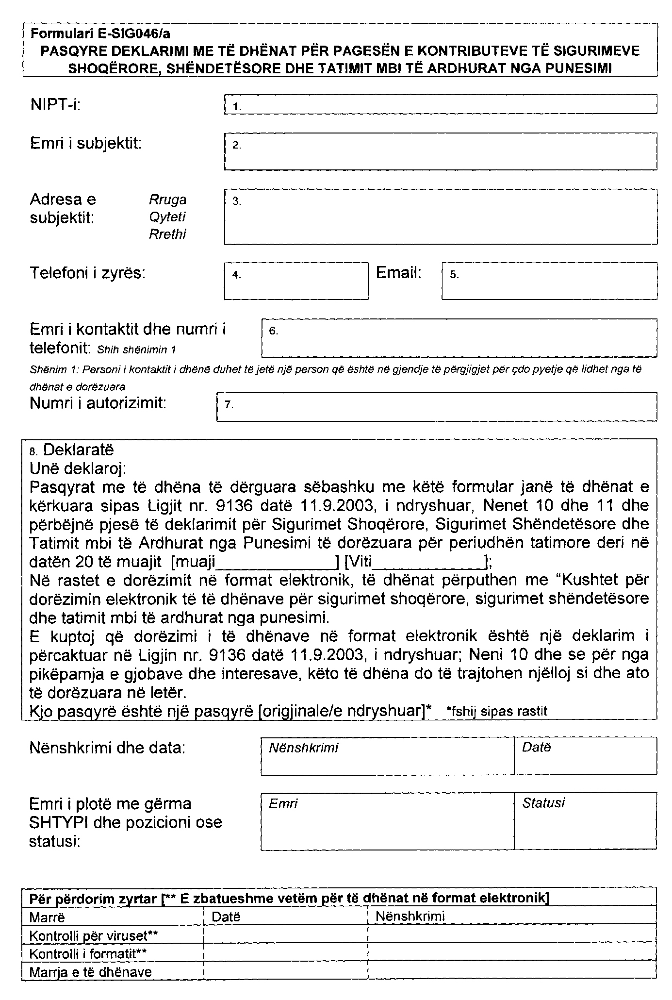 Formulari E-SIG046/a
PASQYRE DEKLARIMI ME TË DHËNAT PËR PAGESËN E KONTRIBUTEVE TË SIGURIMEVE
SHOQËRORE, SHËNDETËSORE DHE TATIMIT MBI TË ARDHURAT NGA PUNESIMI
NIPT-i: 1.
Emri i subjektit: 2.
Adresa e Rruga 3.
subjektit: Qyteti
Rrethi
Telefoni i zyrës: 4. Email: 5.
Emri i kontaktit dhe numri i 6.
telefonit: Shih shënimin 1
Shënim 1: Personi i kontaktit i dhënë duhet të jetë një person që është në gjendje të përgjigjet për çdo pyetje që lidhet nga të
dhënat e dorëzuara
Numri i autorizimit: 7.
8. Deklaratë
Unë deklaroj:
Pasqyrat me të dhëna të dërguara sëbashku me këtë formular janë të dhënat e
kërkuara sipas Ligjit nr. 9136 datë 11.9.2003, i ndryshuar, Nenet 10 dhe 11 dhe
përbëjnë pjesë të deklarimit për Sigurimet Shoqërore, Sigurimet Shëndetësore dhe
Tatimit mbi të Ardhurat nga Punesimi të dorëzuara për periudhën tatimore deri në
datën 20 të muajit [muaji_____________] [Viti____________];
Në rastet e dorëzimit në format elektronik, të dhënat përputhen me “Kushtet për
dorëzimin elektronik të të dhënave për sigurimet shoqërore, sigurimet shëndetësore
dhe tatimit mbi të ardhurat nga punesimi.
E kuptoj që dorëzimi i të dhënave në format elektronik është një deklarim i
përcaktuar në Ligjin nr. 9136 datë 11.9.2003, i ndryshuar; Neni 10 dhe se për nga
pikëpamja e gjobave dhe interesave, këto të dhëna do të trajtohen njëlloj si dhe ato
të dorëzuara në letër.
Kjo pasqyrë është një pasqyrë [origjinale/e ndryshuar]* *fshij sipas rastit
Nënshkrimi dhe data: Nënshkrimi Datë
Emri i plotë me gërma Emri Statusi
SHTYPI dhe pozicioni ose
statusi:
Për përdorim zyrtar [** E zbatueshme vetëm për të dhënat në format elektronik]
Marrë Datë Nënshkrimi
Kontrolli për viruset**
Kontrolli i formatit**
Marrja e të dhënave